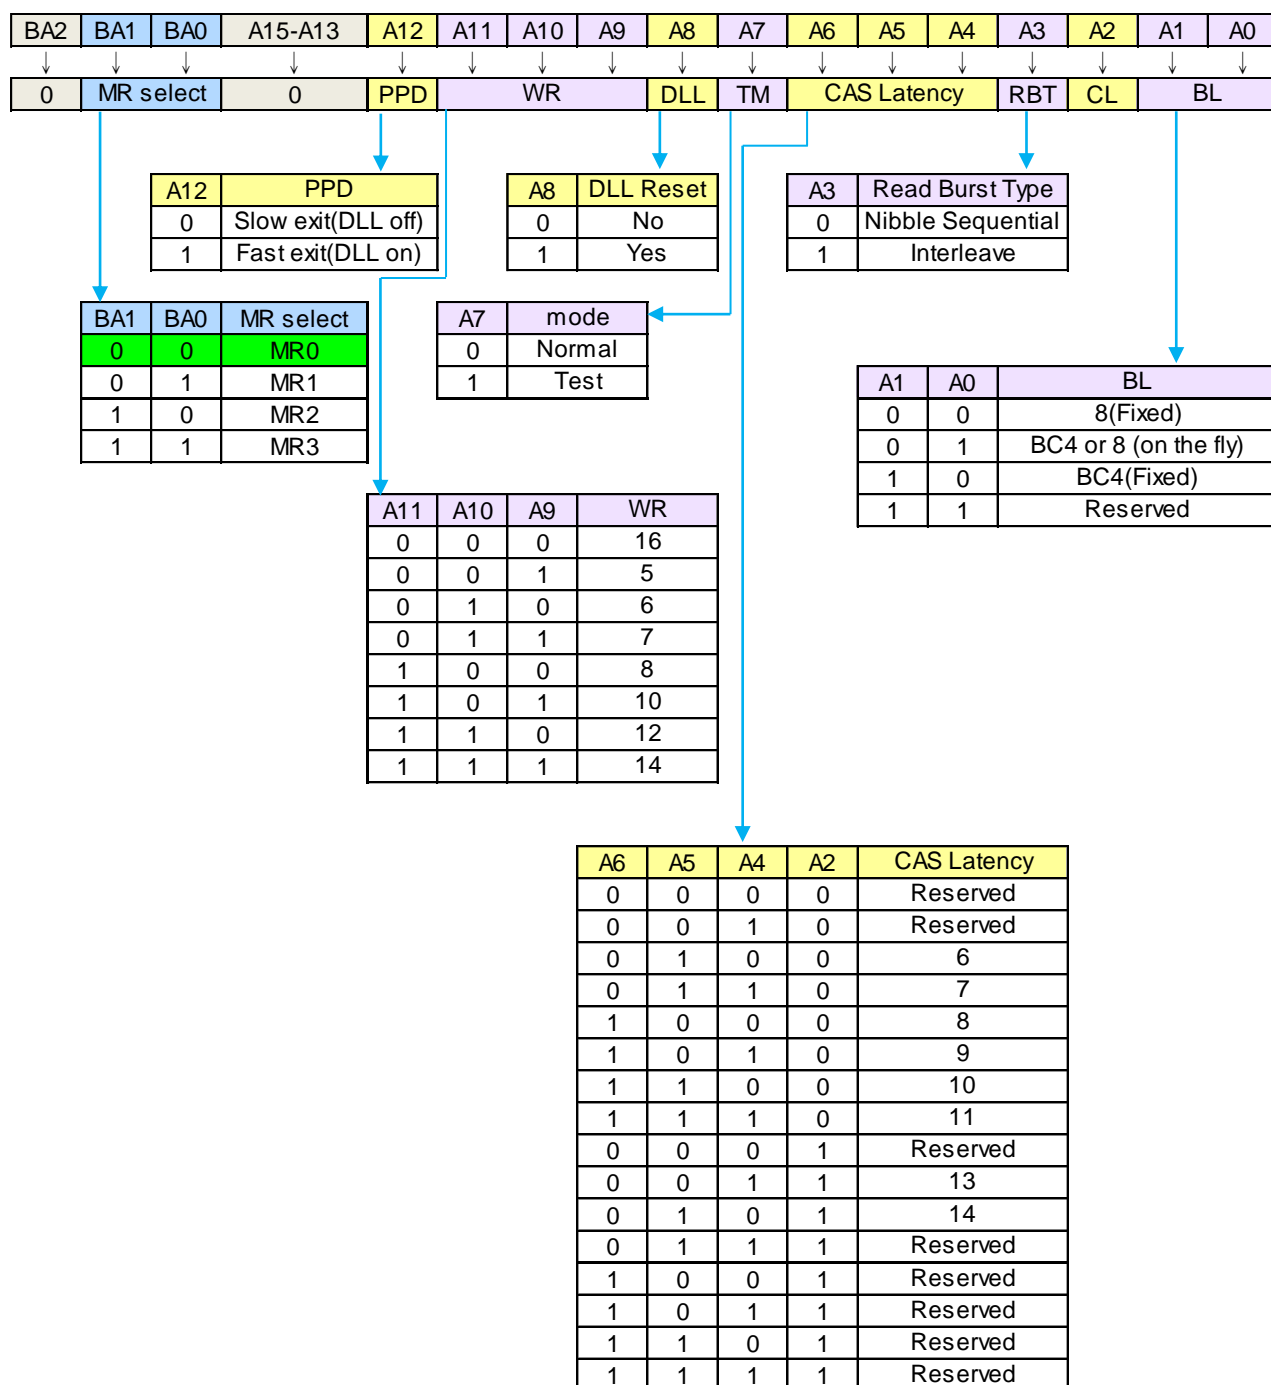 BA2 BA1 BA0 A15-A13 A12 A11 A10 A9 A8 A7 A6 A5 A4 A3 A2 A1 A0
0 MR select 0 PPD WR DLL TM CAS Latency RBT CL BL
A12 PPD
0 Slow exit(DLL off)
1 Fast exit(DLL on)
A8 DLL Reset
0 No
1 Yes
A3 Read Burst Type
0 Nibble Sequential
1 Interleave
BA1 BA0 MR select
0 0 MR0
0 1 MR1
1 0 MR2
1 1 MR3
A7 mode
0 Normal
1 Test
A1 A0 BL
0 0 8(Fixed)
0 1 BC4 or 8 (on the fly)
1 0 BC4(Fixed)
1 1 Reserved
A11 A10 A9 WR
0 0 0 16
0 0 1 5
0 1 0 6
0 1 1 7
1 0 0 8
1 0 1 10
1 1 0 12
1 1 1 14
A6 A5 A4 A2 CAS Latency
0 0 0 0 Reserved
0 0 1 0 Reserved
0 1 0 0 6
0 1 1 0 7
1 0 0 0 8
1 0 1 0 9
1 1 0 0 10
1 1 1 0 11
0 0 0 1 Reserved
0 0 1 1 13
0 1 0 1 14
0 1 1 1 Reserved
1 0 0 1 Reserved
1 0 1 1 Reserved
1 1 0 1 Reserved
1 1 1 1 Reserved